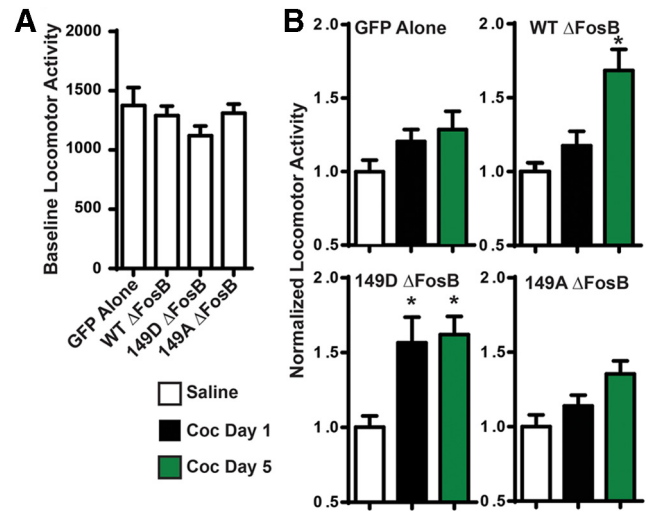 A
Baseline Locomotor Activity
2000
1500
1000
500
0
GFP Alone
WT ΔFosB
149D ΔFosB
149A ΔFosB
Saline
Coc Day 1
Coc Day 5
B
Normalized Locomotor Activity
GFP Alone
2.0
1.5
1.0
0.5
WT ΔFosB
*
2.0
1.5
1.0
0.5
149D ΔFosB
* *
2.0
1.5
1.0
0.5
149A ΔFosB
2.0
1.5
1.0
0.5